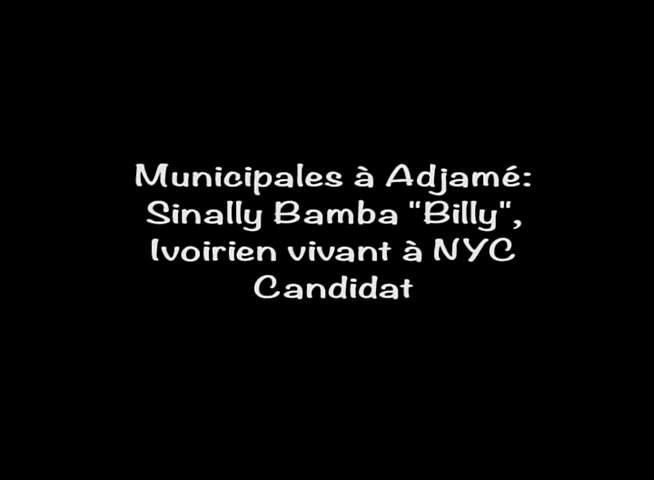 Municipales à Adjamé:
Sinally Bamba "Billy",
Ivoirien vivant à NYC
Candidat